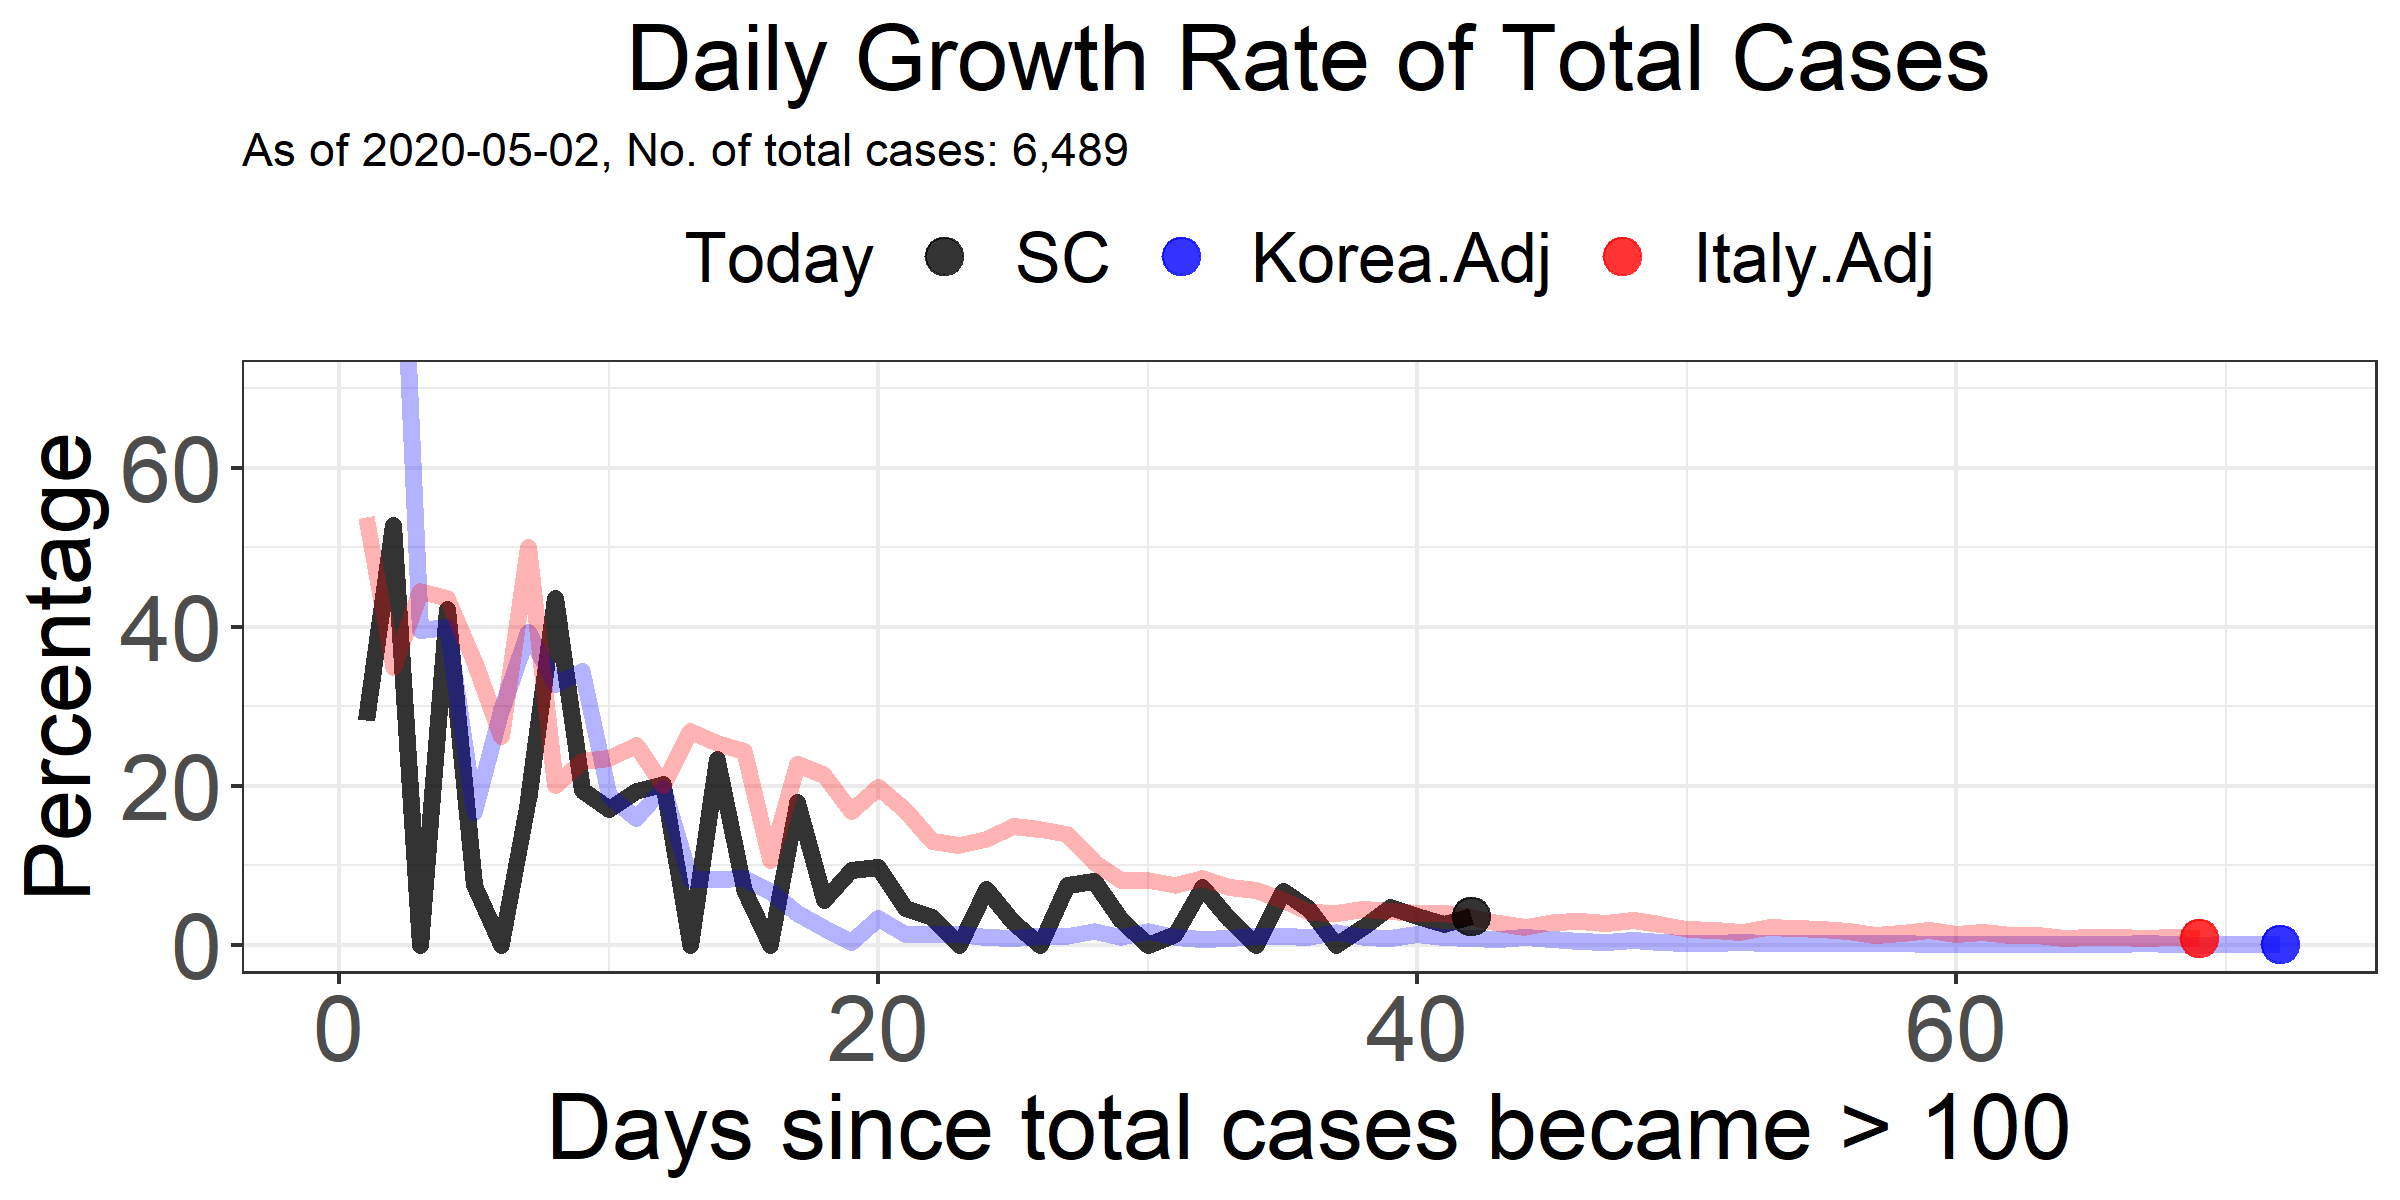 Daily Growth Rate of Total Cases
As of 2020-05-02, No. of total cases: 6,489
Today SC Korea.Adj Italy.Adj
Percentage
60
40
20
0
0 20 40 60
Days since total cases became > 100